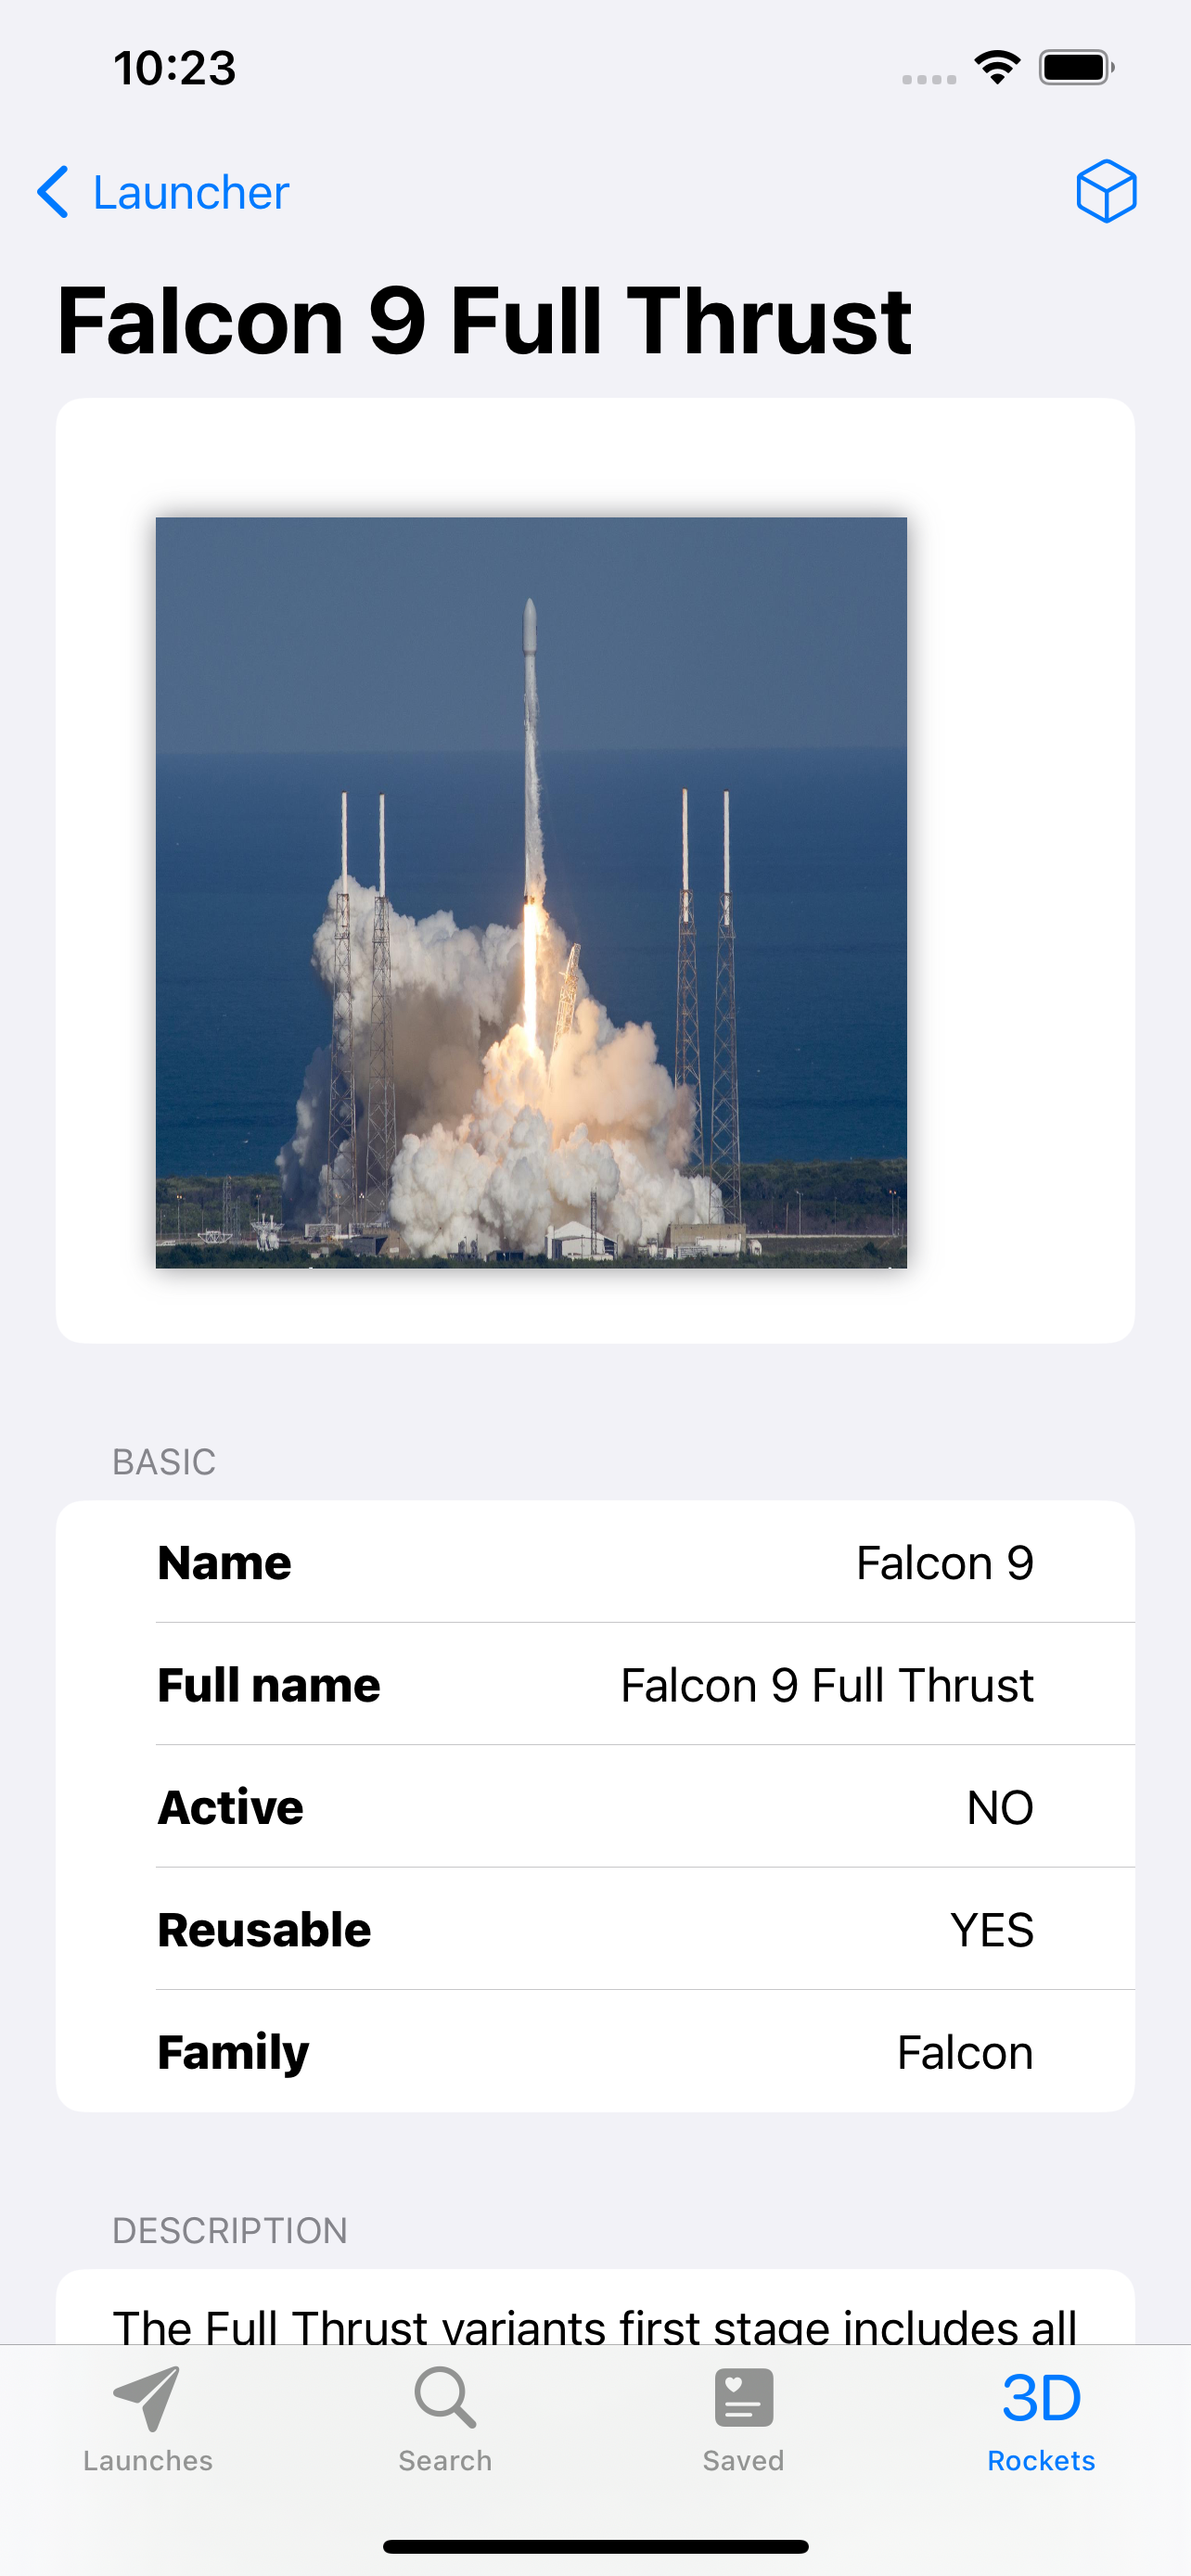 10:23
Launcher
Falcon 9 Full Thrust
BASIC
Name Falcon 9
Full name Falcon 9 Full Thrust
Active NO
Reusable YES
Family Falcon
DESCRIPTION
The Full Thrust variants first stage includes all
3D
Launches Search Saved Rockets